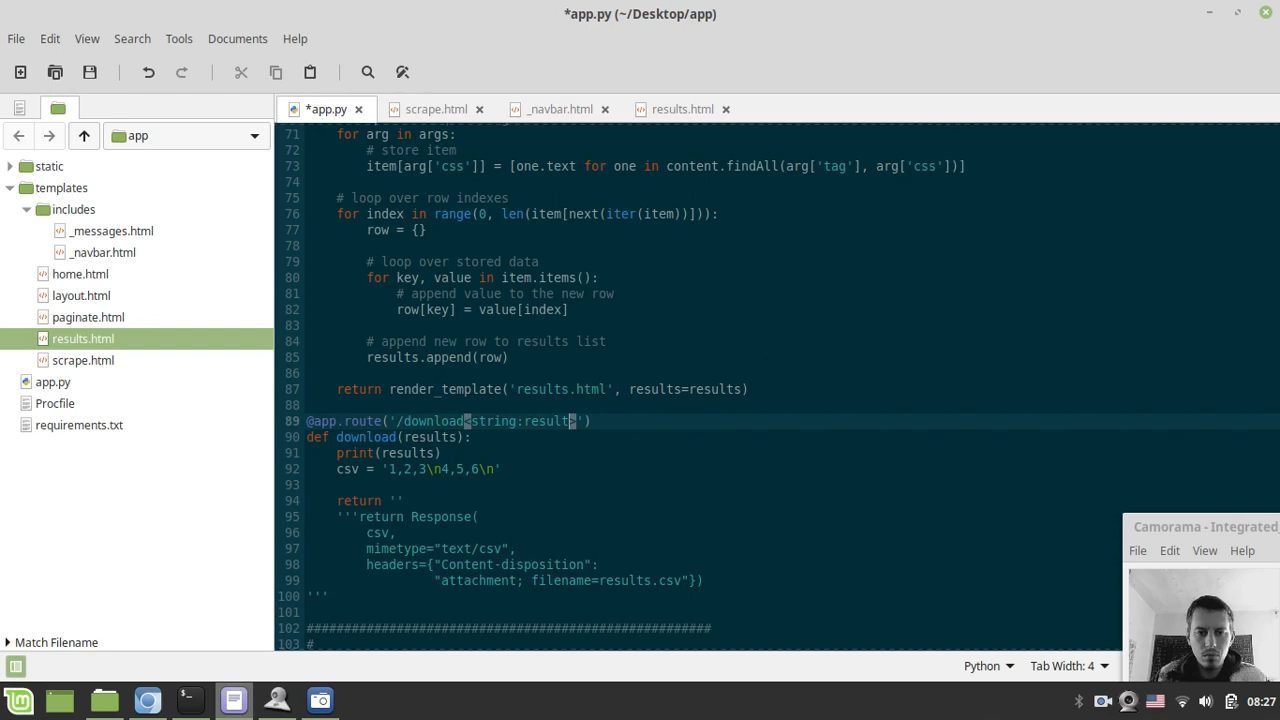 *app.py (~/Desktop/app)
File Edit View Search Tools Documents Help
*app.py scrape.html _navbar.html results.html
app
static
templates
includes
_messages.html
_navbar.html
home.html
layout.html
paginate.html
results.html
scrape.html
app.py
Procfile
requirements.txt
Match Filename
71 for arg in args:
72 # store item
73 item[arg['css']] = [one.text for one in content.findAll(arg['tag'], arg['css'])]
74
75 # loop over row indexes
76 for index in range(0, len(item[next(iter(item))])):
77 row = {}
78
79 # loop over stored data
80 for key, value in item.items():
81 # append value to the new row
82 row[key] = value[index]
83
84 # append new row to results list
85 results.append(row)
86
87 return render_template('results.html', results=results)
88
89 @app.route('/download<string:result>')
90 def download(results):
91 print(results)
92 csv = '1,2,3\n4,5,6\n'
93
94 return ''
95 '''return Response(
96 csv,
97 mimetype="text/csv",
98 headers={"Content-disposition":
99 "attachment; filename=results.csv"})
100 '''
101
102 ######################################################
103 #
Camorama - Integrated_
File Edit View Help
Python Tab Width: 4
08:27